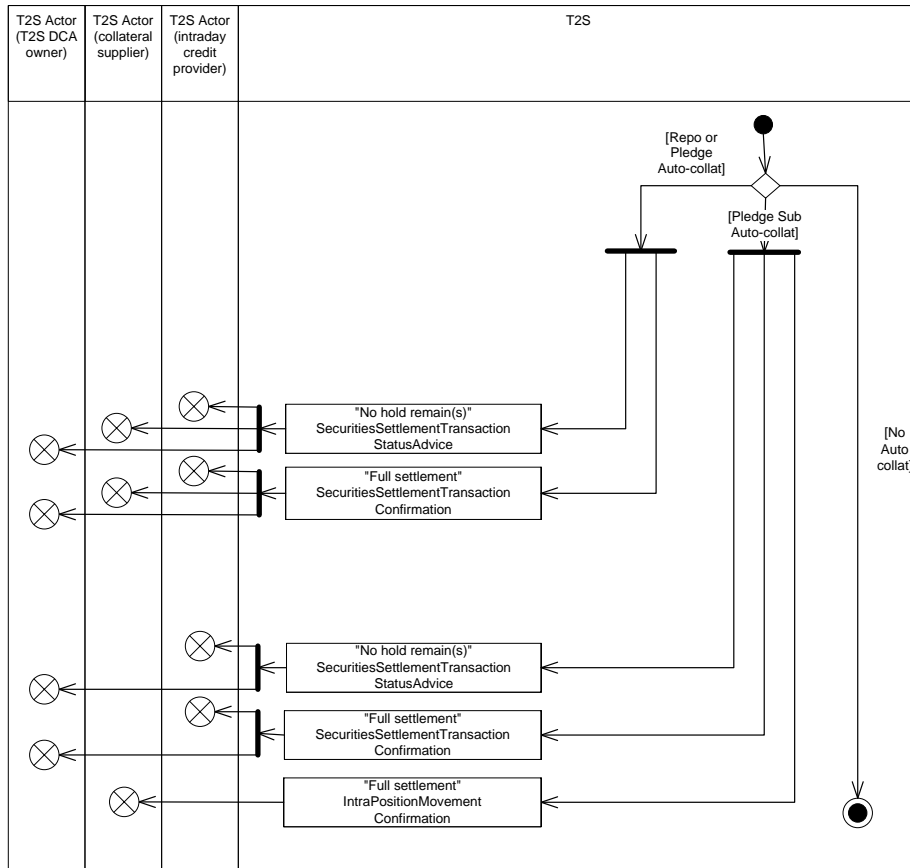 T2S Actor
(T2S DCA
owner)
T2S Actor
(collateral
supplier)
T2S Actor
(intraday
credit
provider)
T2S
[Repo or
Pledge
Auto-collat]
[Pledge Sub
Auto-collat]
"No hold remain(s)"
SecuritiesSettlementTransaction
StatusAdvice
[No
Auto
collat]
"Full settlement"
SecuritiesSettlementTransaction
Confirmation
"No hold remain(s)"
SecuritiesSettlementTransaction
StatusAdvice
"Full settlement"
SecuritiesSettlementTransaction
Confirmation
"Full settlement"
IntraPositionMovement
Confirmation